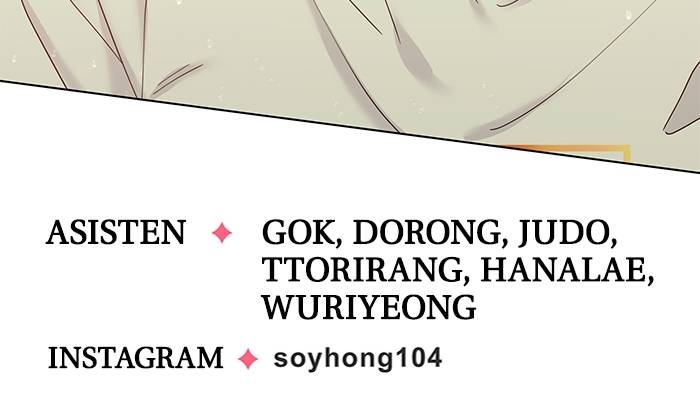 ASISTEN ✦ GOK, DORONG, JUDO,
TTORIRANG, HANALAE,
WURIYEONG
INSTAGRAM ✦ soyhong104